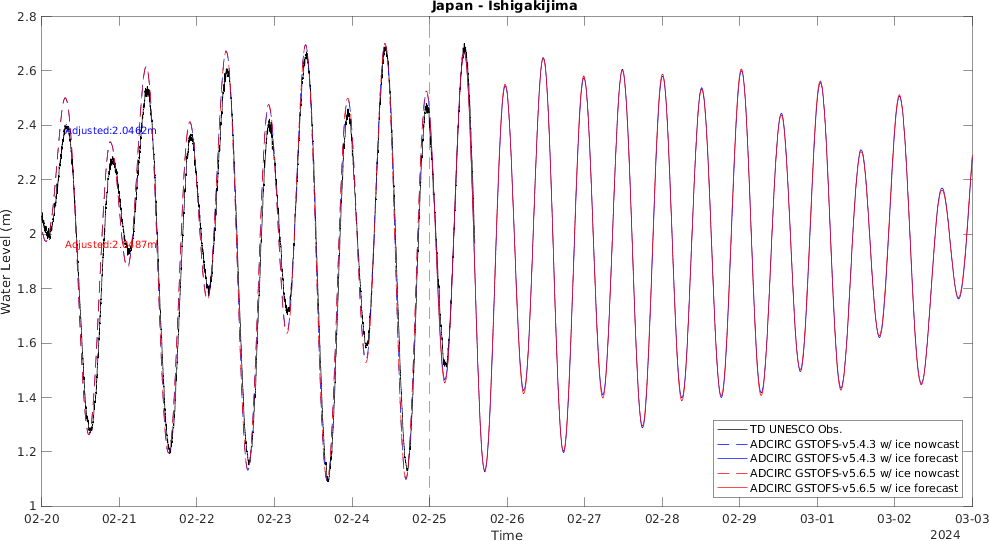 Japan - Ishigakijima
Water Level (m)
2.8
2.6
2.4
2.2
2
1.8
1.6
1.4
1.2
1
Adjusted:2.0462m
TD UNESCO Obs.
ADCIRC GSTOFS-v5.4.3 w/ ice nowcast
ADCIRC GSTOFS-v5.4.3 w/ ice forecast
ADCIRC GSTOFS-v5.6.5 w/ ice nowcast
ADCIRC GSTOFS-v5.6.5 w/ ice forecast
02-20 02-21 02-22 02-23 02-24 02-25 02-26 02-27 02-28 02-29 03-01 03-02 03-03
Time
2024